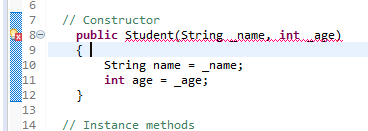 6
7 // Constructor
8 public Student(String _name, int _age)
9 {
10 String name = _name;
11 int age = _age;
12 }
13
14 // Instance methods